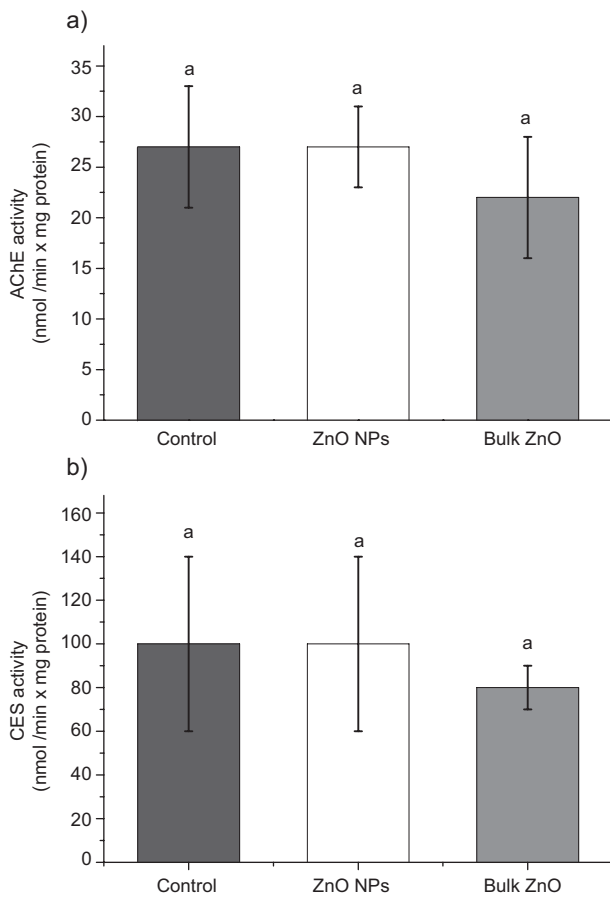 a)
AChE activity
(nmol /min x mg protein)
35
30
25
20
15
10
5
0
a
a
a
Control
ZnO NPs
Bulk ZnO
b)
CES activity
(nmol /min x mg protein)
160
140
120
100
80
60
40
20
0
a
a
a
Control
ZnO NPs
Bulk ZnO